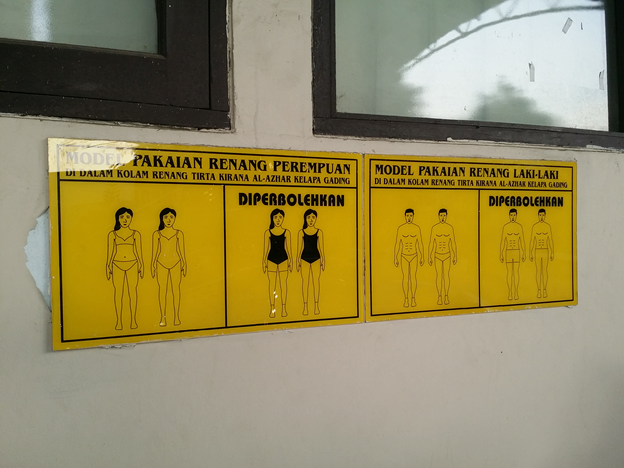 MODEL PAKAIAN RENANG PEREMPUAN
DI DALAM KOLAM RENANG TIRTA KIRANA AL-AZHAR KELAPA GADING
DIPERBOLEHKAN
MODEL PAKAIAN RENANG LAKI-LAKI
DI DALAM KOLAM RENANG TIRTA KIRANA AL-AZHAR KELAPA GADING
DIPERBOLEHKAN